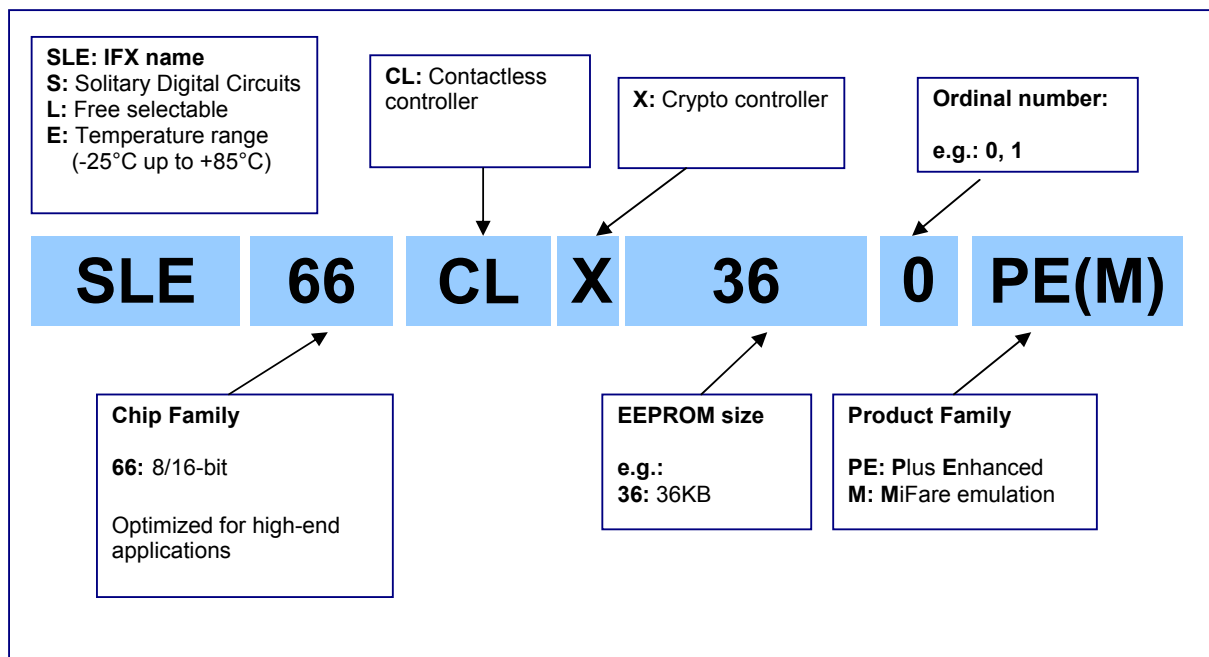 SLE: IFX name
S: Solitary Digital Circuits
L: Free selectable
E: Temperature range
(-25°C up to +85°C)
CL: Contactless
controller
X: Crypto controller
Ordinal number:
e.g.: 0, 1
SLE 66 CL X 36 0 PE(M)
Chip Family
66: 8/16-bit
Optimized for high-end
applications
EEPROM size
e.g.:
36: 36KB
Product Family
PE: Plus Enhanced
M: MiFare emulation